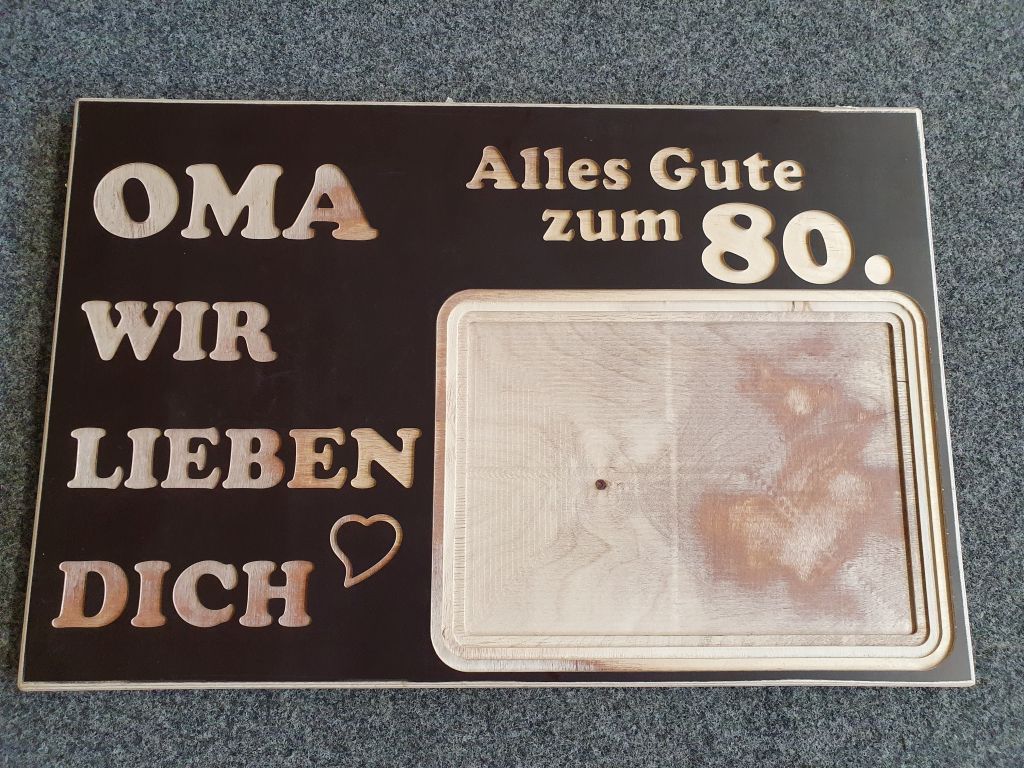 OMA
WIR
LIEBEN
DICH
Alles Gute
zum 80.